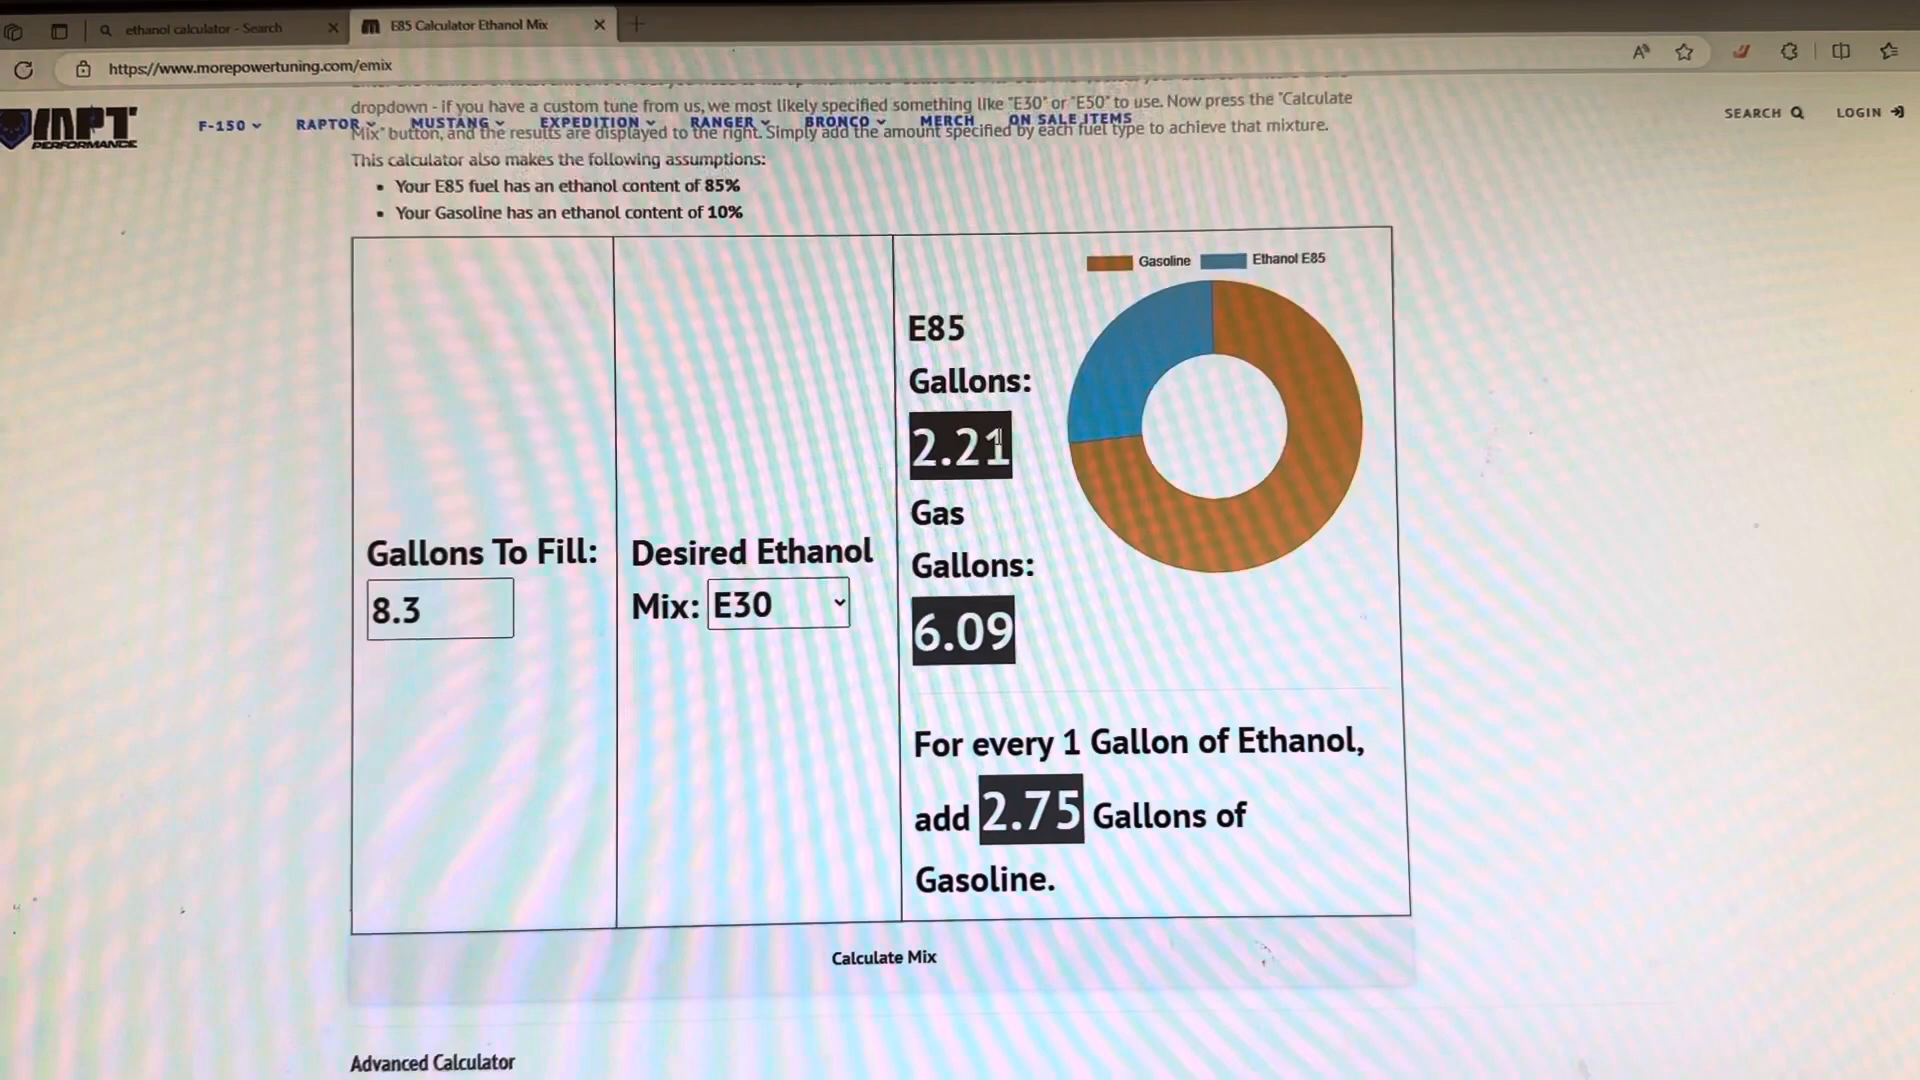 ethanol calculator - Search
E85 Calculator Ethanol Mix
https://www.morepowertuning.com/emix
MPT
PERFORMANCE
F-150
RAPTOR
MUSTANG
EXPEDITION
RANGER
BRONCO
MERCH
ON SALE ITEMS
SEARCH
LOGIN
dropdown - if you have a custom tune from us, we most likely specified something like "E30" or "E50" to use. Now press the "Calculate
Mix" button, and the results are displayed to the right. Simply add the amount specified by each fuel type to achieve that mixture.
This calculator also makes the following assumptions:
• Your E85 fuel has an ethanol content of 85%
• Your Gasoline has an ethanol content of 10%
Gallons To Fill:
8.3
Desired Ethanol
Mix: E30
Gasoline
Ethanol E85
E85
Gallons:
2.21
Gas
Gallons:
6.09
For every 1 Gallon of Ethanol,
add 2.75 Gallons of
Gasoline.
Calculate Mix
Advanced Calculator